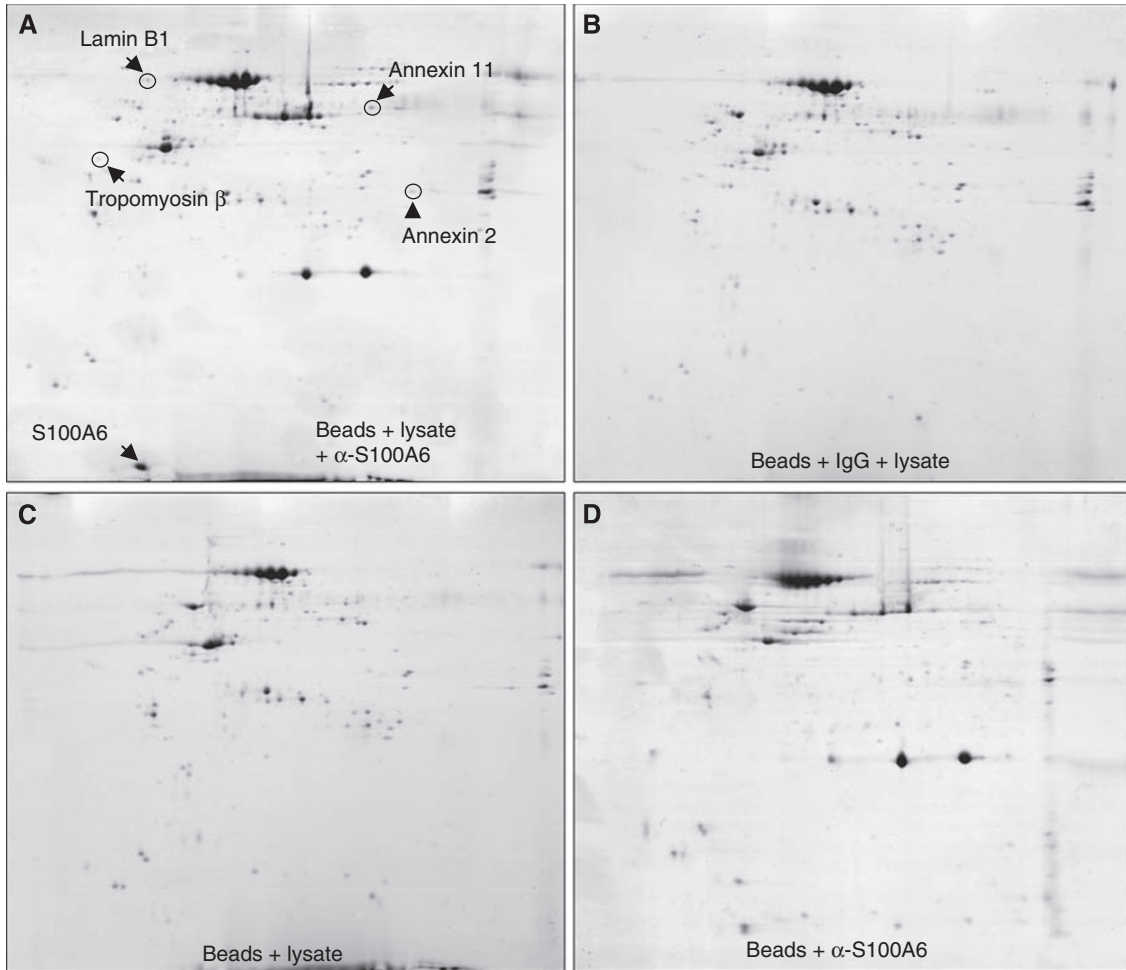 A
Lamin B1
Annexin 11
Tropomyosin β
Annexin 2
S100A6
Beads + lysate
+ α-S100A6
B
Beads + IgG + lysate
C
Beads + lysate
D
Beads + α-S100A6